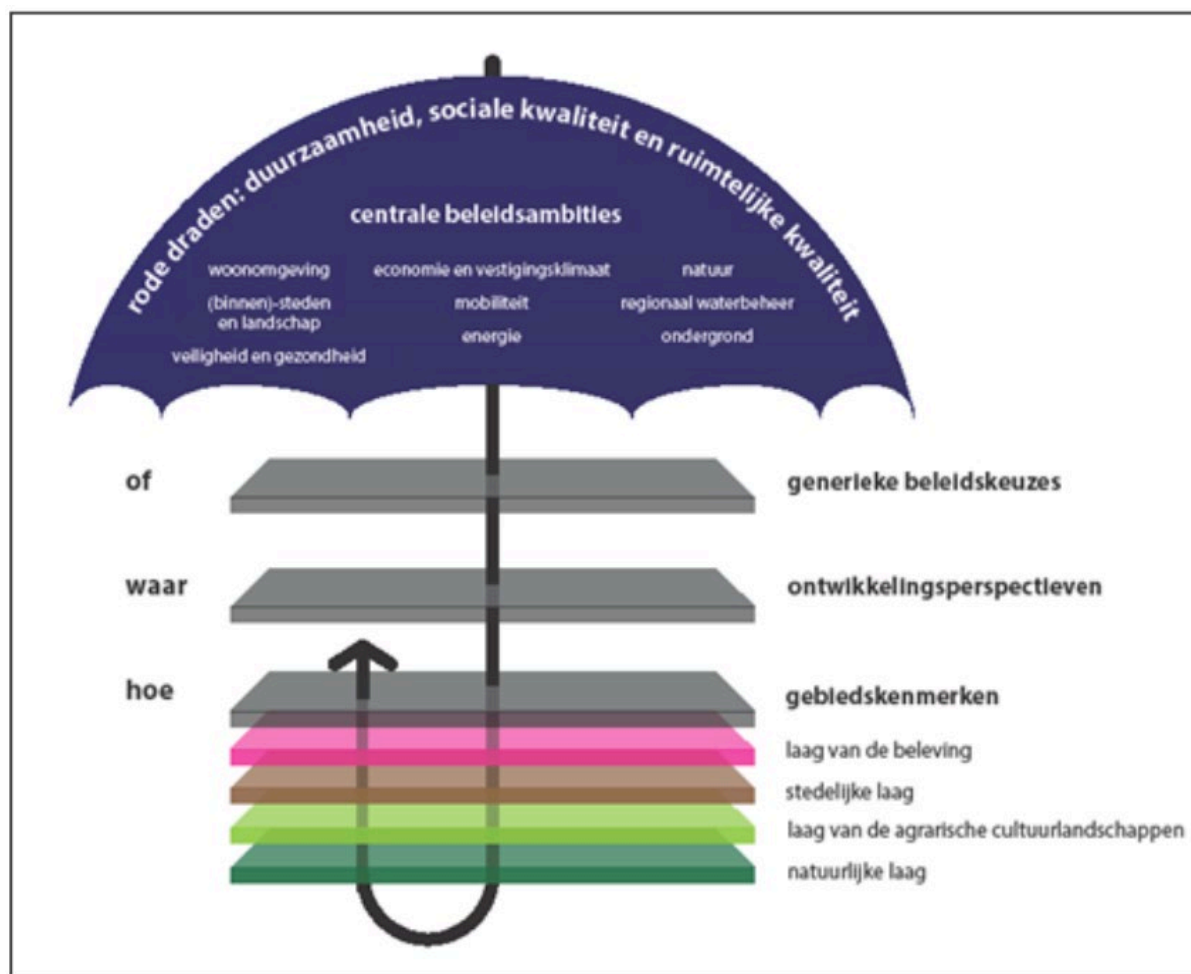 rode draden: duurzaamheid, sociale kwaliteit en ruimtelijke kwaliteit
centrale beleidsambities
woonomgeving
(binnen)-steden
en landschap
veiligheid en gezondheid
economie en vestigingsklimaat
mobiliteit
energie
natuur
regionaal waterbeheer
ondergrond
of
generieke beleidskeuzes
waar
ontwikkelingsperspectieven
hoe
gebiedskenmerken
laag van de beleving
stedelijke laag
laag van de agrarische cultuurlandschappen
natuurlijke laag